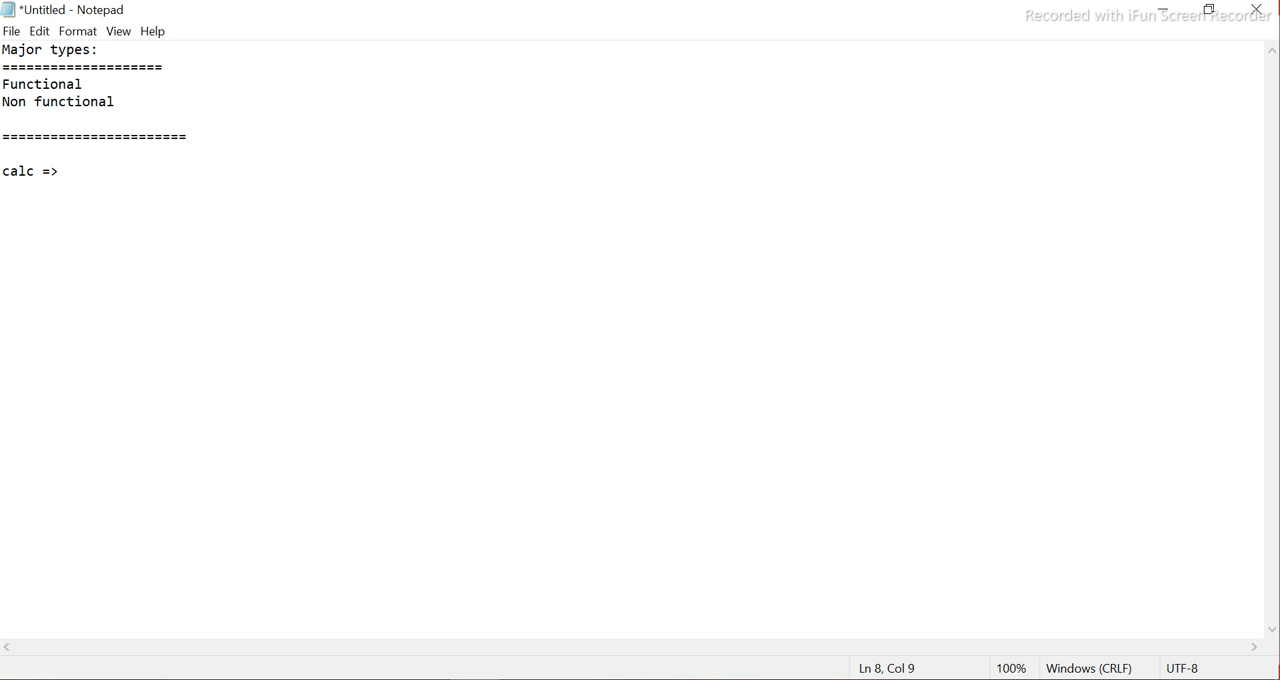 *Untitled - Notepad
Recorded with iFun Screen Recorder
File Edit Format View Help
Major types:
====================
Functional
Non functional
=======================
calc =>
Ln 8, Col 9 100% Windows (CRLF) UTF-8